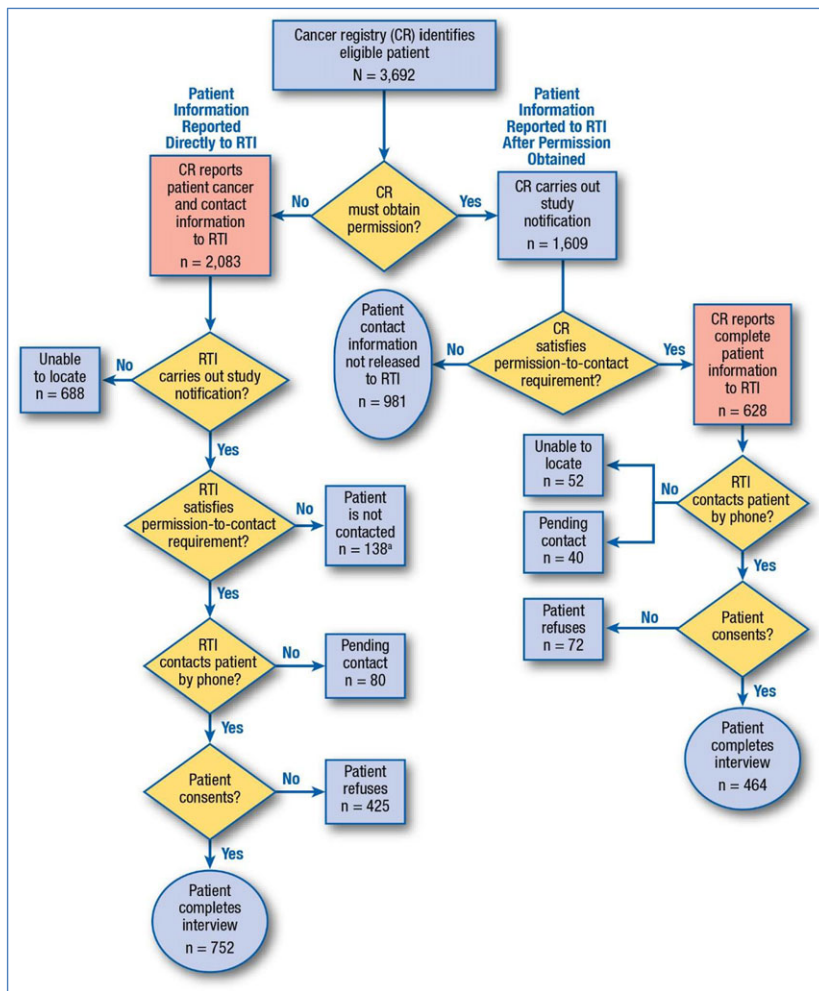 Cancer registry (CR) identifies
eligible patient
N = 3,692
Patient
Information
Reported
Directly to RTI
Patient
Information
Reported to RTI
After Permission
Obtained
CR reports
patient cancer
and contact
information
to RTI
n = 2,083
No
CR
must obtain
permission?
Yes
CR carries out
study
notification
n = 1,609
Unable
to locate
n = 688
No
RTI
carries out study
notification?
Patient
contact
information
not released
to RTI
n = 981
No
CR
satisfies
permission-to-contact
requirement?
Yes
CR reports
complete
patient
information
to RTI
n = 628
Yes
RTI
satisfies
permission-to-contact
requirement?
No
Patient
is not
contacted
n = 138ª
Unable to
locate
n = 52
Pending
contact
n = 40
No
RTI
contacts patient
by phone?
Yes
Yes
RTI
contacts patient
by phone?
No
Pending
contact
n = 80
Patient
refuses
n = 72
No
Patient
consents?
Yes
Yes
Patient
consents?
No
Patient
refuses
n = 425
Patient
completes
interview
n = 464
Yes
Patient
completes
interview
n = 752